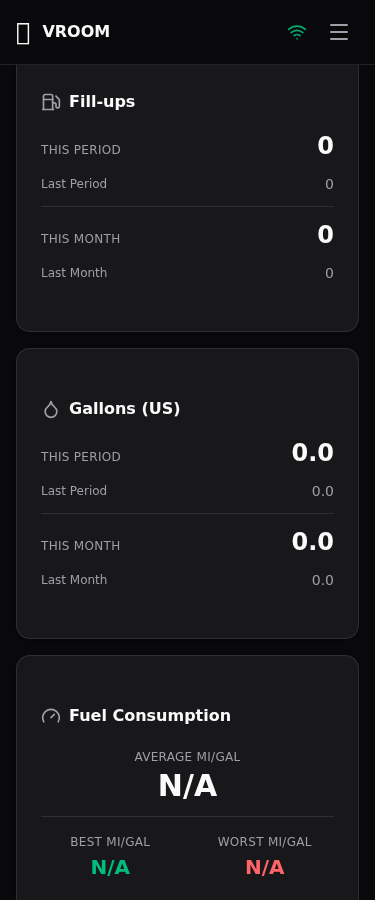 VROOM
Fill-ups
THIS PERIOD 0
Last Period 0
THIS MONTH 0
Last Month 0
Gallons (US)
THIS PERIOD 0.0
Last Period 0.0
THIS MONTH 0.0
Last Month 0.0
Fuel Consumption
AVERAGE MI/GAL
N/A
BEST MI/GAL WORST MI/GAL
N/A N/A